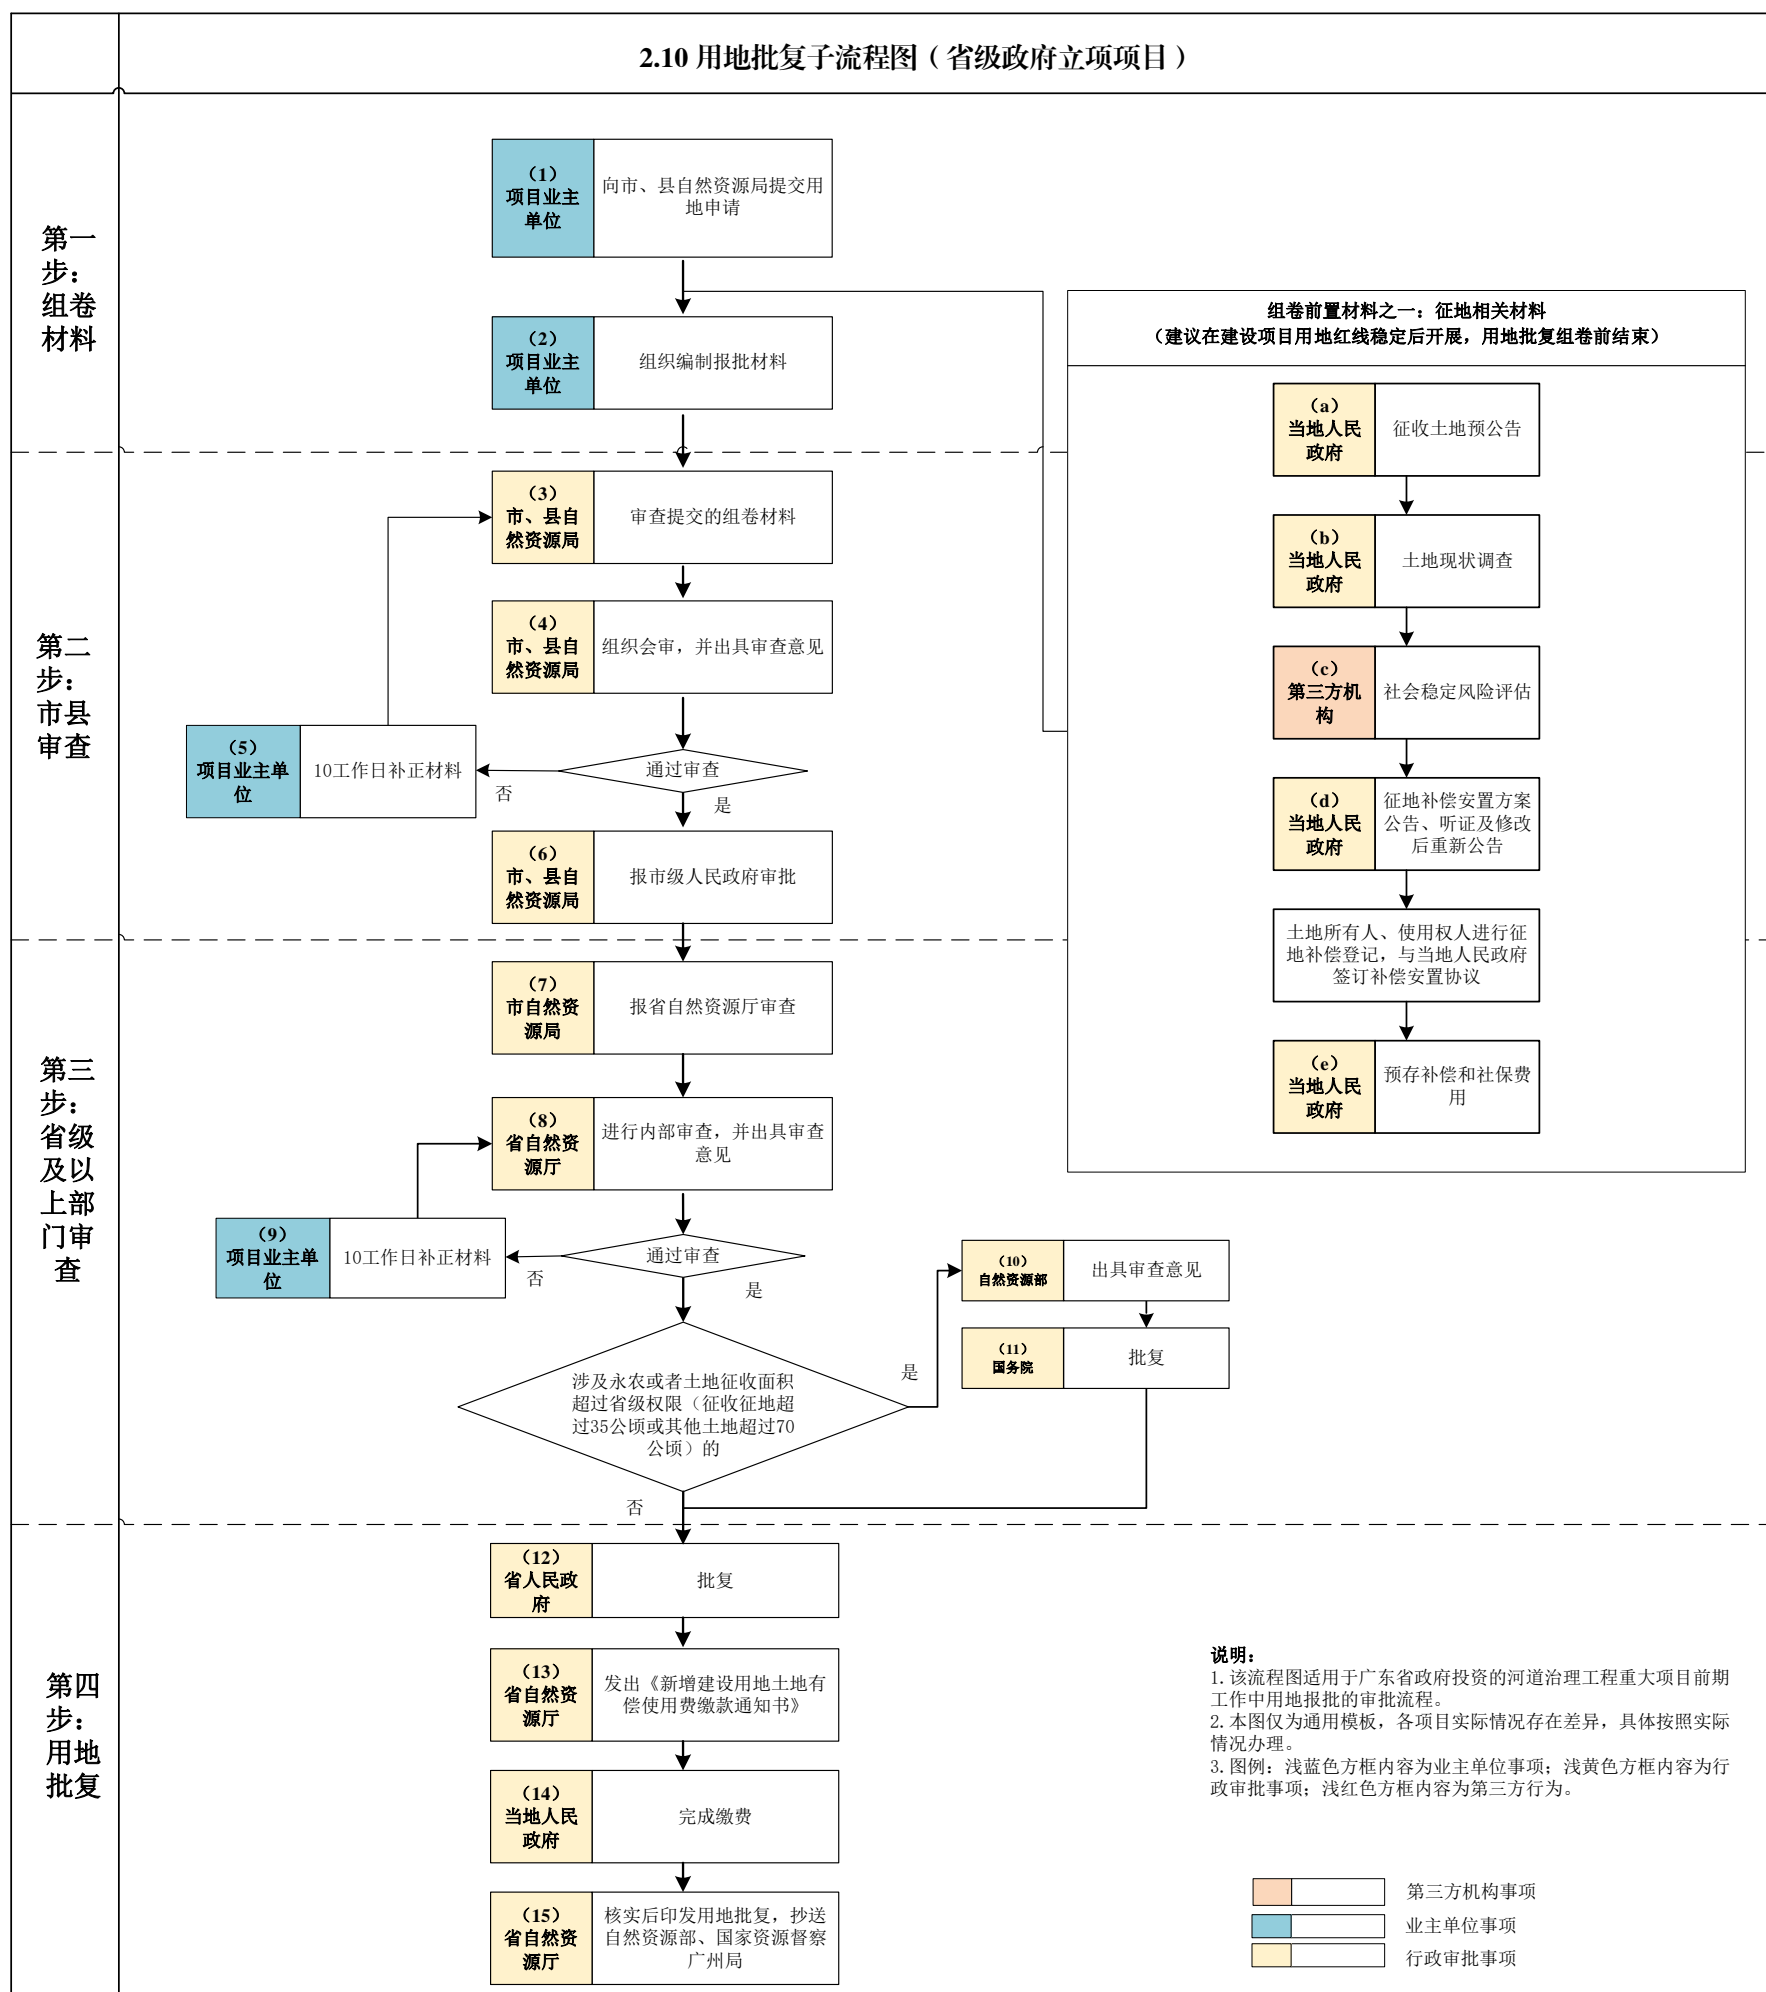 2.10 用地批复子流程图（省级政府立项项目）
第一
步：
组卷
材料
（1）
项目业主
单位
向市、县自然资源局提交用
地申请
（2）
项目业主
单位
组织编制报批材料
组卷前置材料之一：征地相关材料
（建议在建设项目用地红线稳定后开展，用地批复组卷前结束）
（a）
当地人民
政府
征收土地预公告
（b）
当地人民
政府
土地现状调查
（c）
第三方机
构
社会稳定风险评估
（d）
当地人民
政府
征地补偿安置方案
公告、听证及修改
后重新公告
土地所有人、使用权人进行征
地补偿登记，与当地人民政府
签订补偿安置协议
（e）
当地人民
政府
预存补偿和社保费
用
第二
步：
市县
审查
（3）
市、县自
然资源局
审查提交的组卷材料
（4）
市、县自
然资源局
组织会审，并出具审查意见
通过审查
否
是
（5）
项目业主单
位
10工作日补正材料
（6）
市、县自
然资源局
报市级人民政府审批
第三
步：
省级
及以
上部
门审
查
（7）
市自然资
源局
报省自然资源厅审查
（8）
省自然资
源厅
进行内部审查，并出具审查
意见
通过审查
否
是
（9）
项目业主单
位
10工作日补正材料
涉及永农或者土地征收面积
超过省级权限（征收征地超
过35公顷或其他土地超过70
公顷）的
是
否
（10）
自然资源部
出具审查意见
（11）
国务院
批复
第四
步：
用地
批复
（12）
省人民政
府
批复
（13）
省自然资
源厅
发出《新增建设用地土地有
偿使用费缴款通知书》
（14）
当地人民
政府
完成缴费
（15）
省自然资
源厅
核实后印发用地批复，抄送
自然资源部、国家资源督察
广州局
说明：
1.该流程图适用于广东省政府投资的河道治理工程重大项目前期
工作中用地报批的审批流程。
2.本图仅为通用模板，各项目实际情况存在差异，具体按照实际
情况办理。
3.图例：浅蓝色方框内容为业主单位事项；浅黄色方框内容为行
政审批事项；浅红色方框内容为第三方行为。
第三方机构事项
业主单位事项
行政审批事项